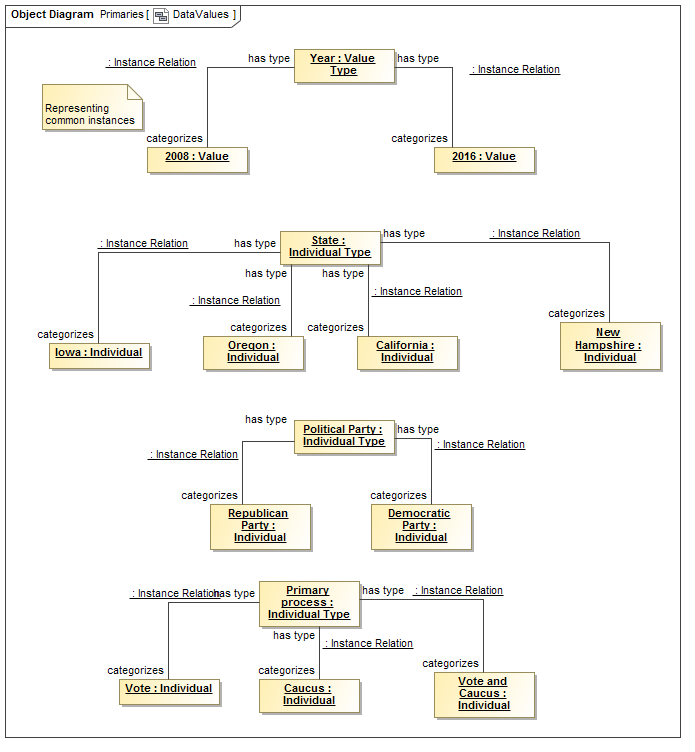 Object Diagram Primaries [ DataValues ]
has type
Year : Value
Type
has type
: Instance Relation
: Instance Relation
Representing
common instances
categorizes
categorizes
2008 : Value
2016 : Value
has type
State :
Individual Type
has type
: Instance Relation
: Instance Relation
has type
has type
: Instance Relation
: Instance Relation
categorizes
categorizes
categorizes
categorizes
Iowa : Individual
Oregon :
Individual
California :
Individual
New
Hampshire :
Individual
has type
Political Party :
Individual Type
has type
: Instance Relation
: Instance Relation
categorizes
categorizes
Republican
Party :
Individual
Democratic
Party :
Individual
: Instance Relation
has type
Primary
process :
Individual Type
has type
: Instance Relation
has type
: Instance Relation
categorizes
categorizes
categorizes
Vote : Individual
Caucus :
Individual
Vote and
Caucus :
Individual